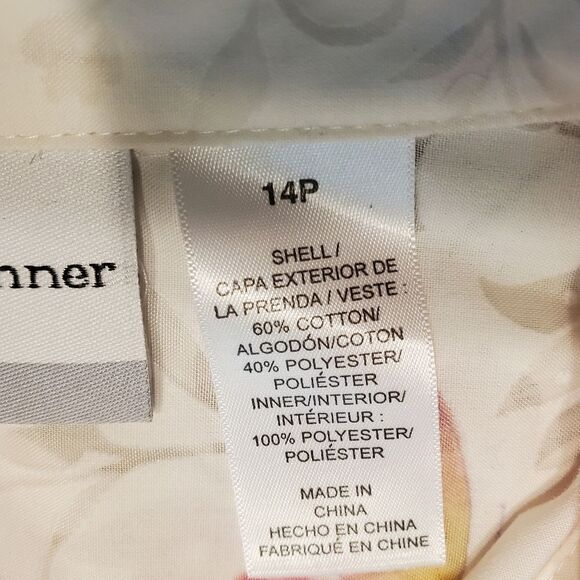 nner
14P
SHELL/
CAPA EXTERIOR DE
LA PRENDA / VESTE :
60% COTTON/
ALGODÓN/COTON
40% POLYESTER/
POLIÉSTER
INNER/INTERIOR/
INTÉRIEUR :
100% POLYESTER/
POLIÉSTER
MADE IN
CHINA
HECHO EN CHINA
FABRIQUÉ EN CHINE